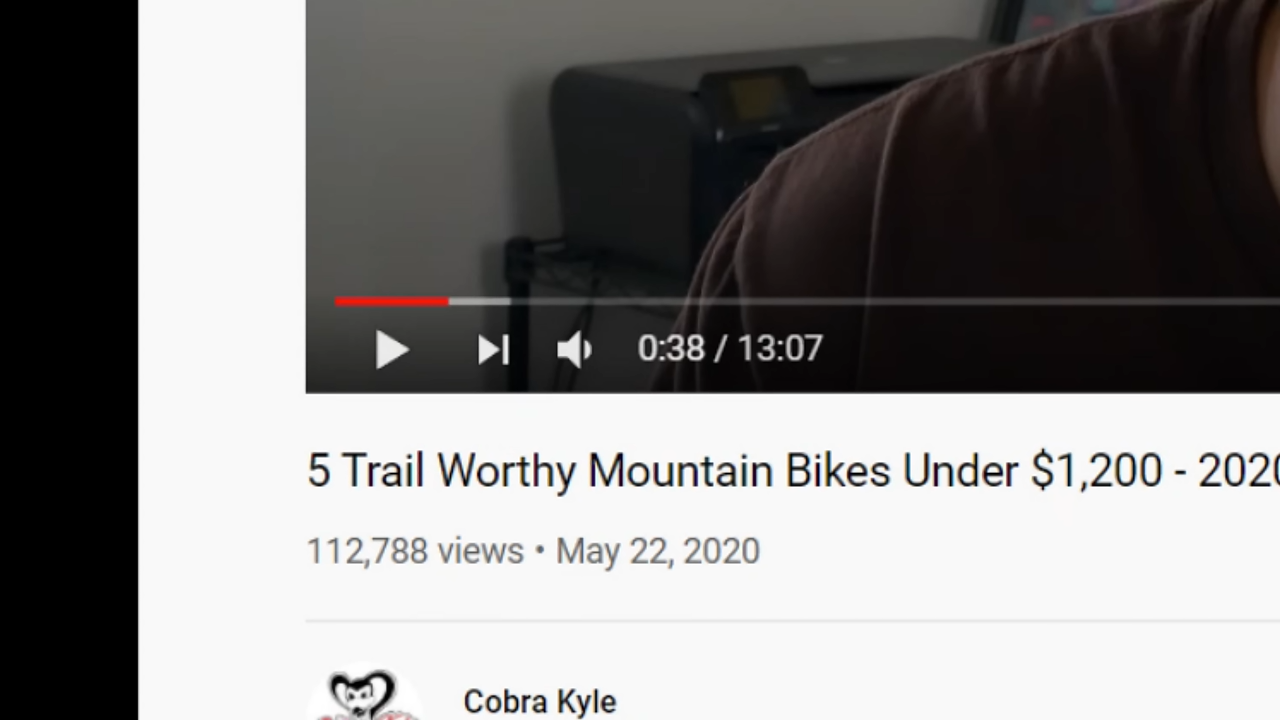 0:38 / 13:07
5 Trail Worthy Mountain Bikes Under $1,200 - 2020
112,788 views • May 22, 2020
Cobra Kyle